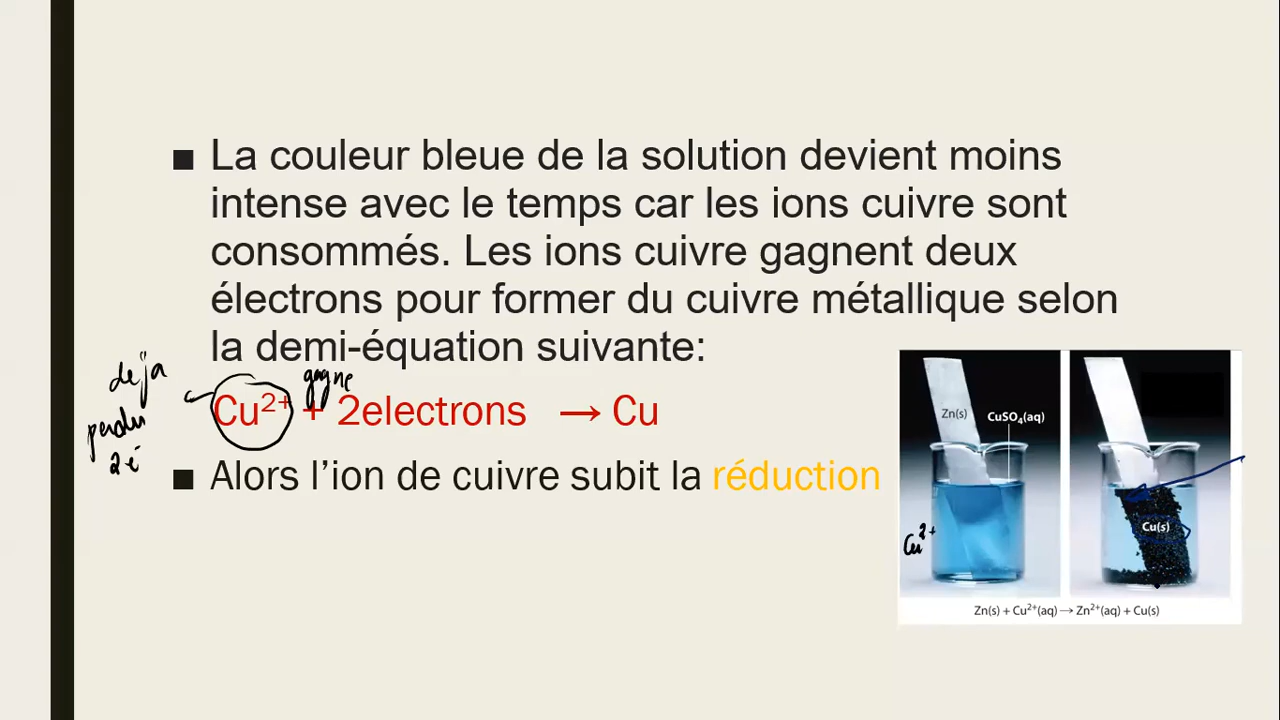 ■ La couleur bleue de la solution devient moins
intense avec le temps car les ions cuivre sont
consommés. Les ions cuivre gagnent deux
électrons pour former du cuivre métallique selon
la demi-équation suivante:
déja
perdu
2é
gagne
Cu²⁺ + 2electrons → Cu
■ Alors l’ion de cuivre subit la réduction
Zn(s)
CuSO₄(aq)
Cu(s)
Cu²⁺
Zn(s) + Cu²⁺(aq) → Zn²⁺(aq) + Cu(s)